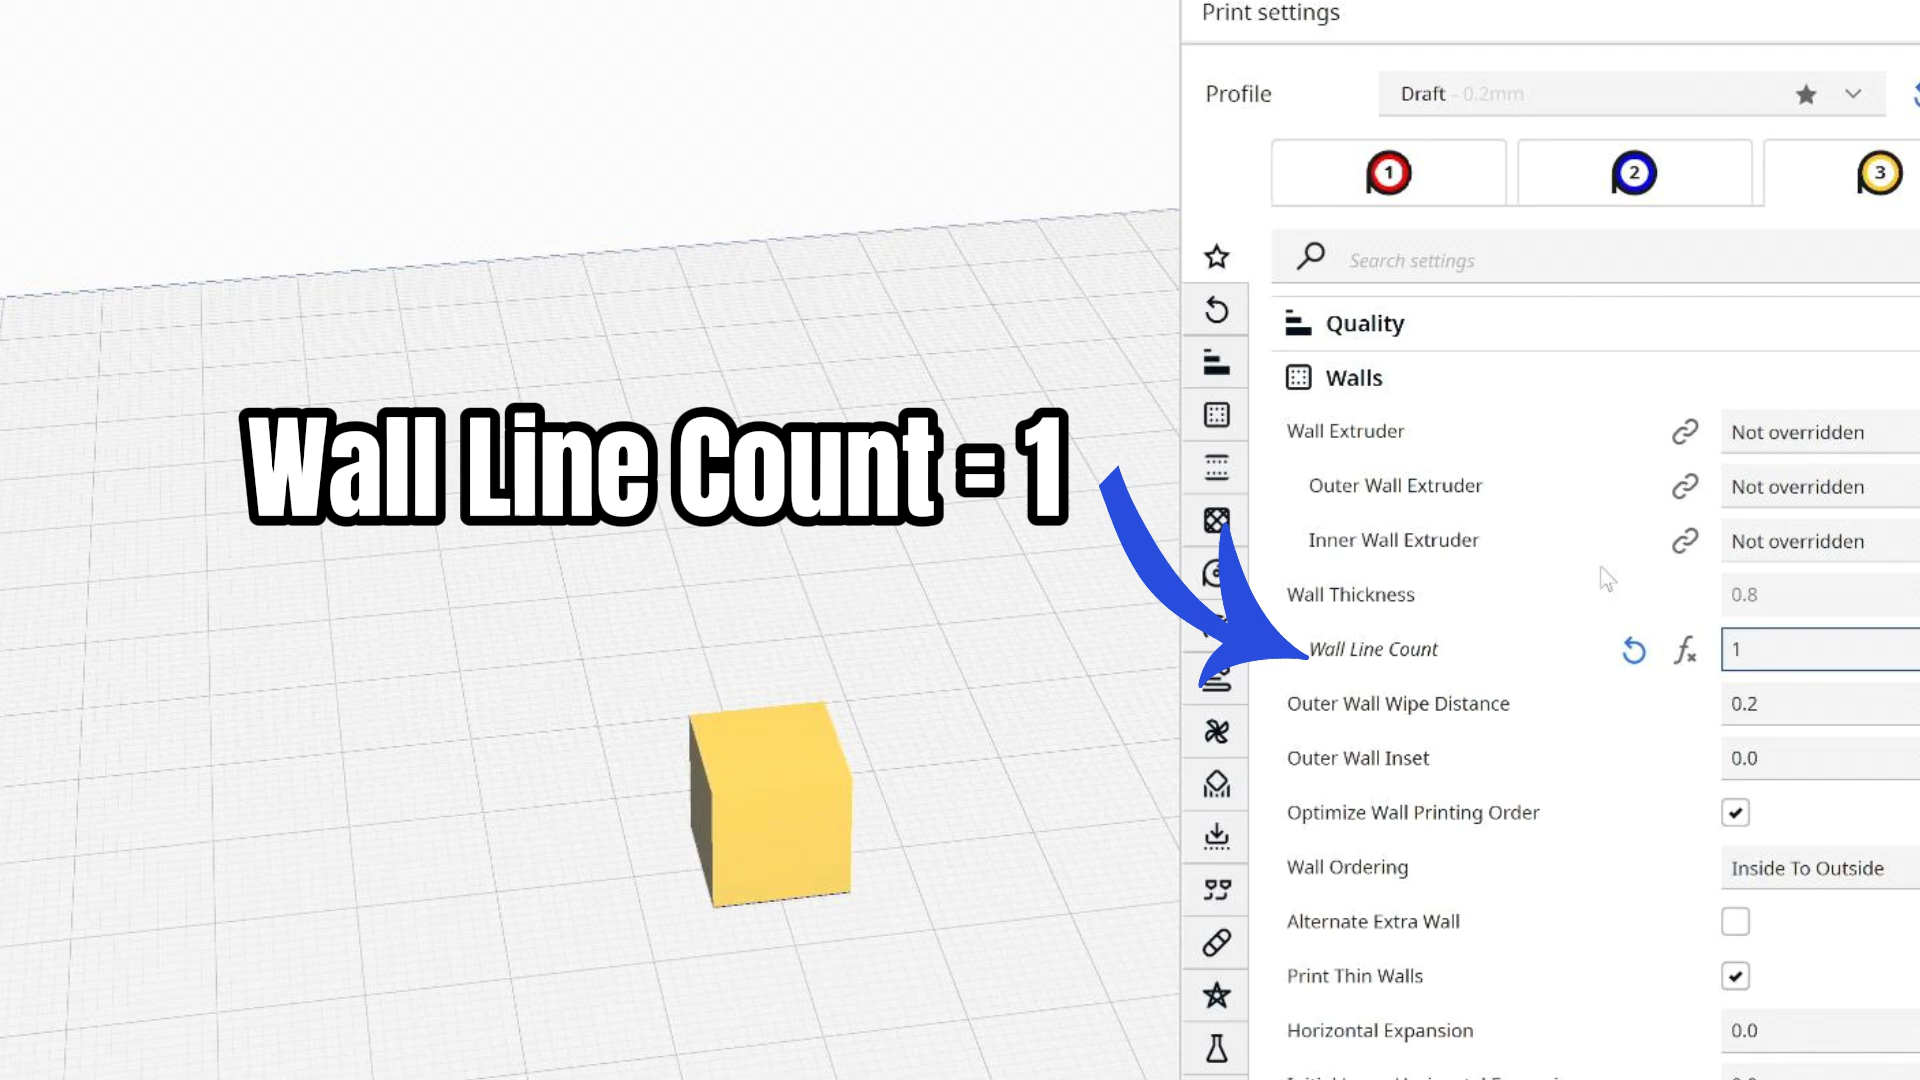 Print settings
Profile
Draft - 0.2mm
1
2
3
Search settings
Quality
Walls
Wall Extruder
Not overridden
Outer Wall Extruder
Not overridden
Inner Wall Extruder
Not overridden
Wall Thickness
0.8
Wall Line Count
1
Outer Wall Wipe Distance
0.2
Outer Wall Inset
0.0
Optimize Wall Printing Order
Wall Ordering
Inside To Outside
Alternate Extra Wall
Print Thin Walls
Horizontal Expansion
0.0
Wall Line Count = 1